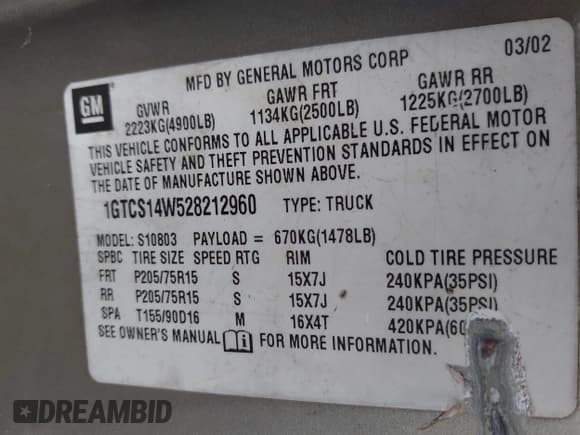 03/02
MFD BY GENERAL MOTORS CORP
GM
GVWR GAWR FRT GAWR RR
2223KG(4900LB) 1134KG(2500LB) 1225KG(2700LB)
THIS VEHICLE CONFORMS TO ALL APPLICABLE U.S. FEDERAL MOTOR
VEHICLE SAFETY AND THEFT PREVENTION STANDARDS IN EFFECT ON
THE DATE OF MANUFACTURE SHOWN ABOVE.
1GTCS14W528212960 TYPE: TRUCK
MODEL: S10803 PAYLOAD = 670KG(1478LB)
SPBC TIRE SIZE SPEED RTG RIM COLD TIRE PRESSURE
FRT P205/75R15 S 15X7J 240KPA(35PSI)
RR P205/75R15 S 15X7J 240KPA(35PSI)
SPA T155/90D16 M 16X4T 420KPA(60
SEE OWNER'S MANUAL FOR MORE INFORMATION.
DREAMBID